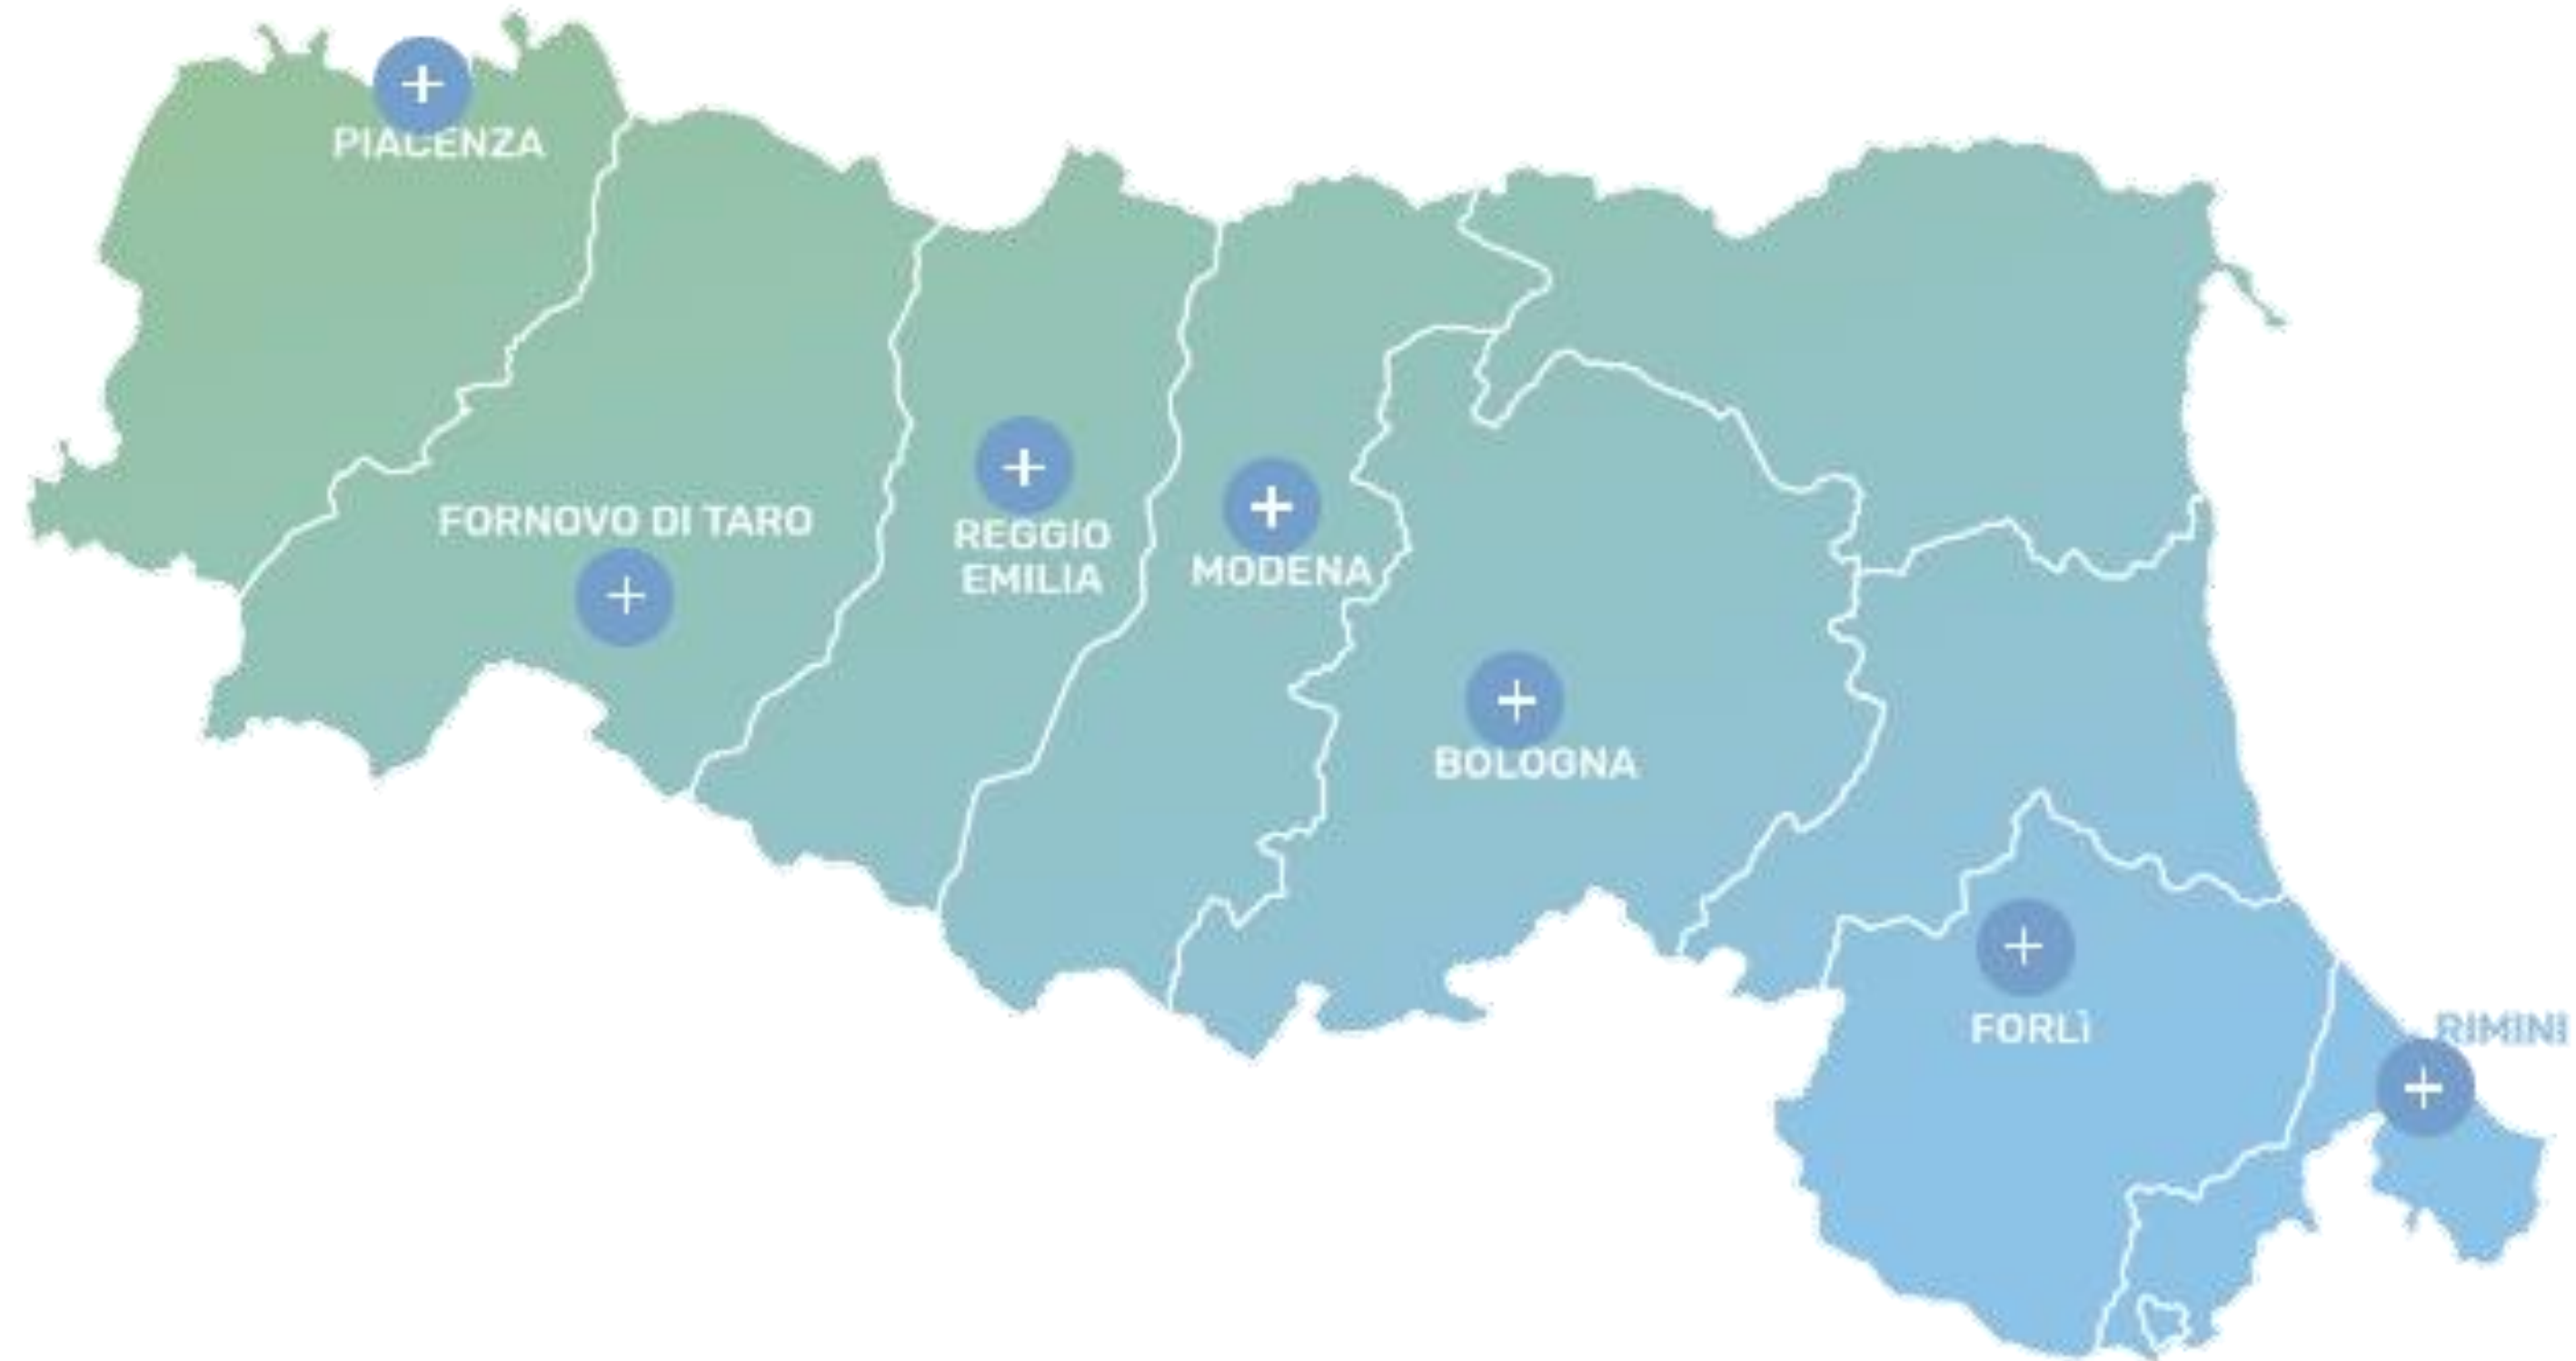 PIACENZA
FORNOVO DI TARO
REGGIO
EMILIA
MODENA
BOLOGNA
FORLì
RIMINI